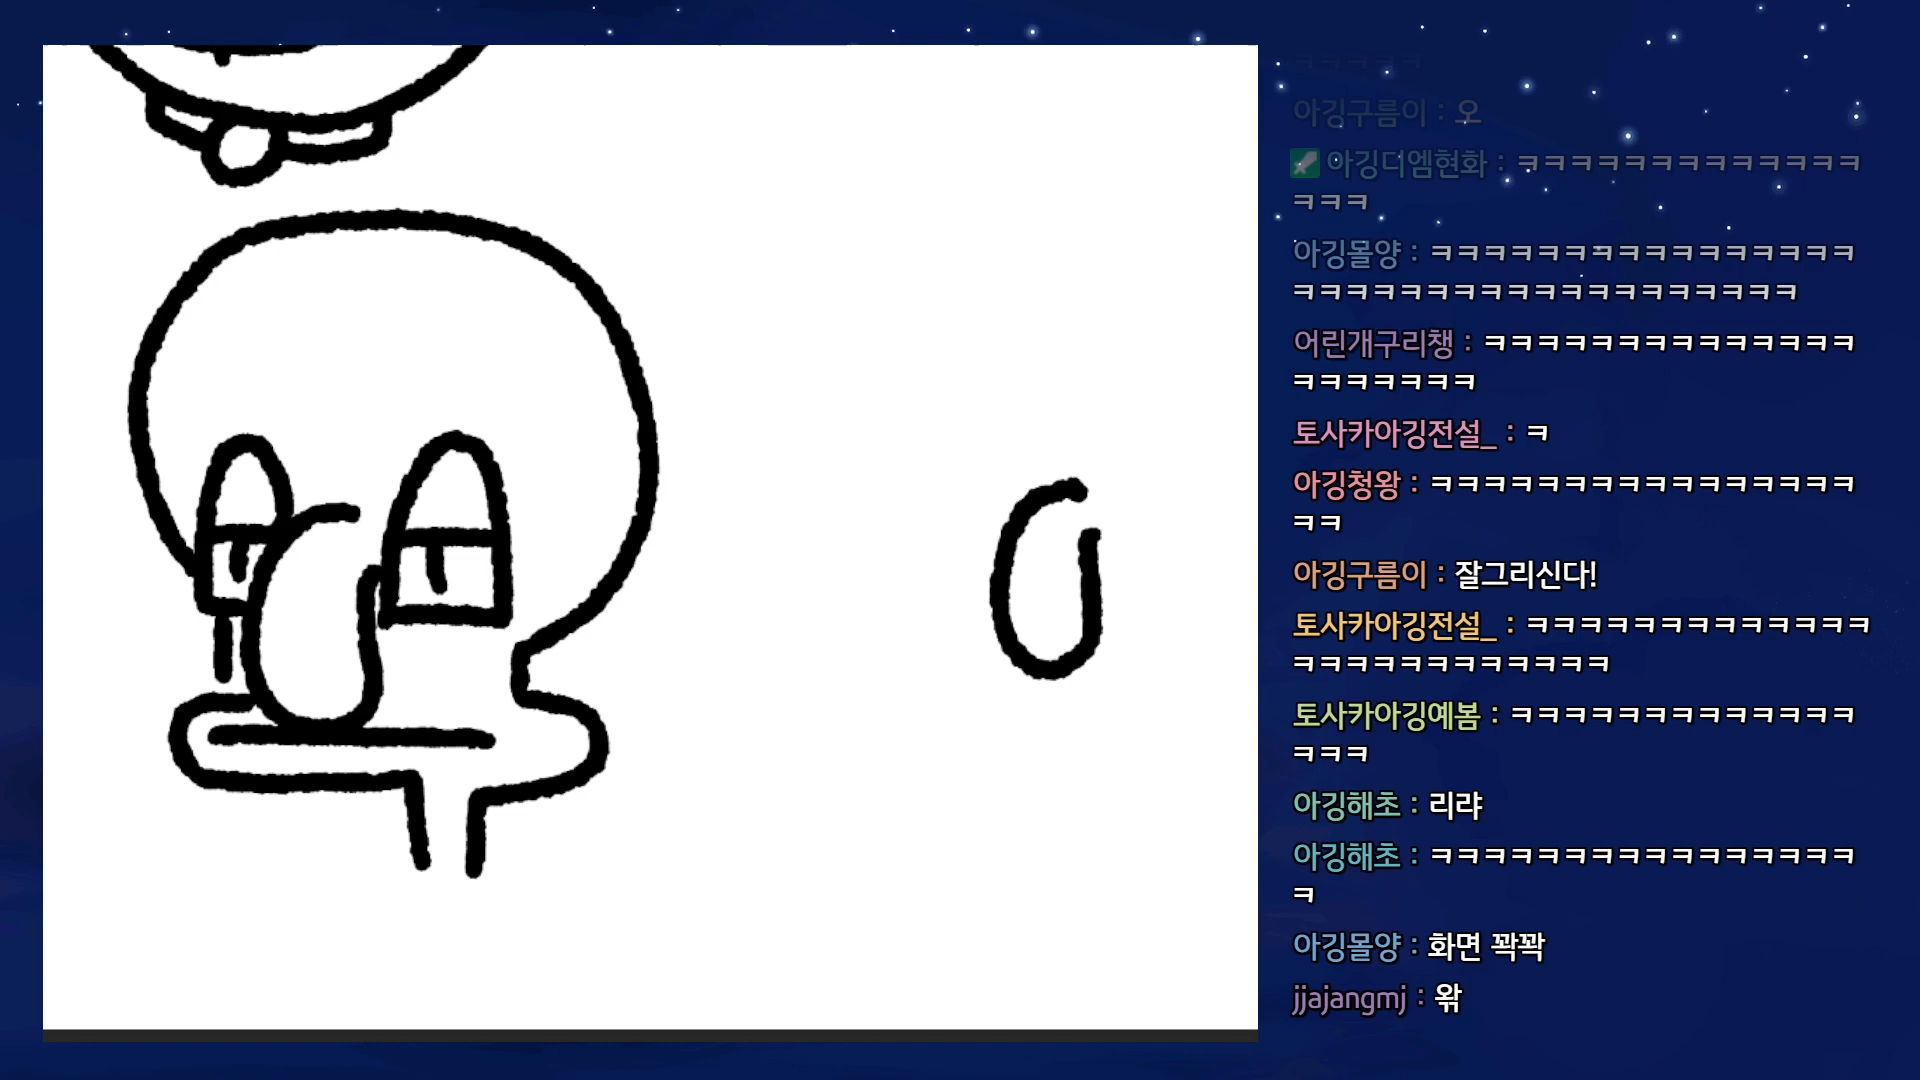 ㅋㅋㅋㅋㅋ
아깅구름이 : 오
아깅더엠현화 : ㅋㅋㅋㅋㅋㅋㅋㅋㅋㅋㅋㅋㅋ
ㅋㅋㅋ
아깅몰양 : ㅋㅋㅋㅋㅋㅋㅋㅋㅋㅋㅋㅋㅋㅋㅋㅋ
ㅋㅋㅋㅋㅋㅋㅋㅋㅋㅋㅋㅋㅋㅋㅋㅋㅋㅋㅋ
어린개구리챙 : ㅋㅋㅋㅋㅋㅋㅋㅋㅋㅋㅋㅋㅋㅋ
ㅋㅋㅋㅋㅋㅋㅋ
토사카아깅전설_ : ㅋ
아깅청왕 : ㅋㅋㅋㅋㅋㅋㅋㅋㅋㅋㅋㅋㅋㅋㅋㅋ
ㅋㅋ
아깅구름이 : 잘그리신다!
토사카아깅전설_ : ㅋㅋㅋㅋㅋㅋㅋㅋㅋㅋㅋㅋㅋ
ㅋㅋㅋㅋㅋㅋㅋㅋㅋㅋㅋㅋ
토사카아깅예봄 : ㅋㅋㅋㅋㅋㅋㅋㅋㅋㅋㅋㅋㅋ
ㅋㅋㅋ
아깅해초 : 리랴
아깅해초 : ㅋㅋㅋㅋㅋㅋㅋㅋㅋㅋㅋㅋㅋㅋㅋㅋ
ㅋ
아깅몰양 : 화면 꽉꽉
jjajangmj : 왂